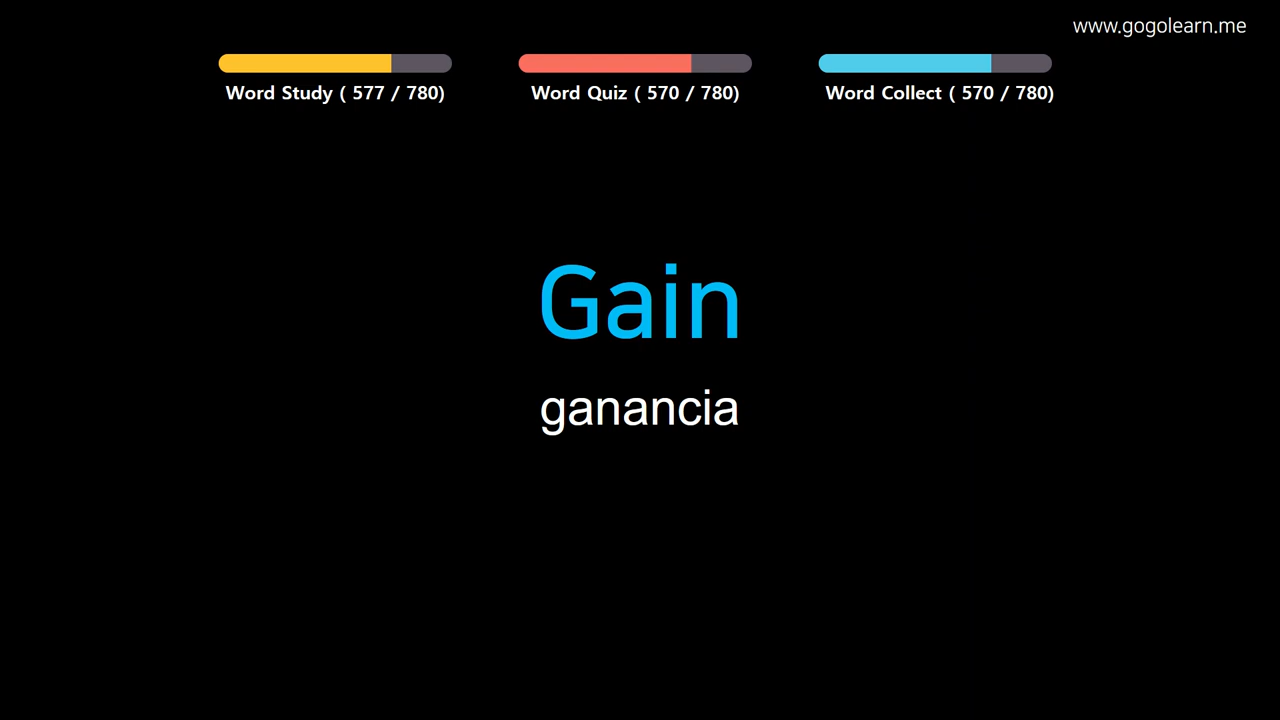 www.gogolearn.me
Word Study ( 577 / 780)
Word Quiz ( 570 / 780)
Word Collect ( 570 / 780)
Gain
ganancia